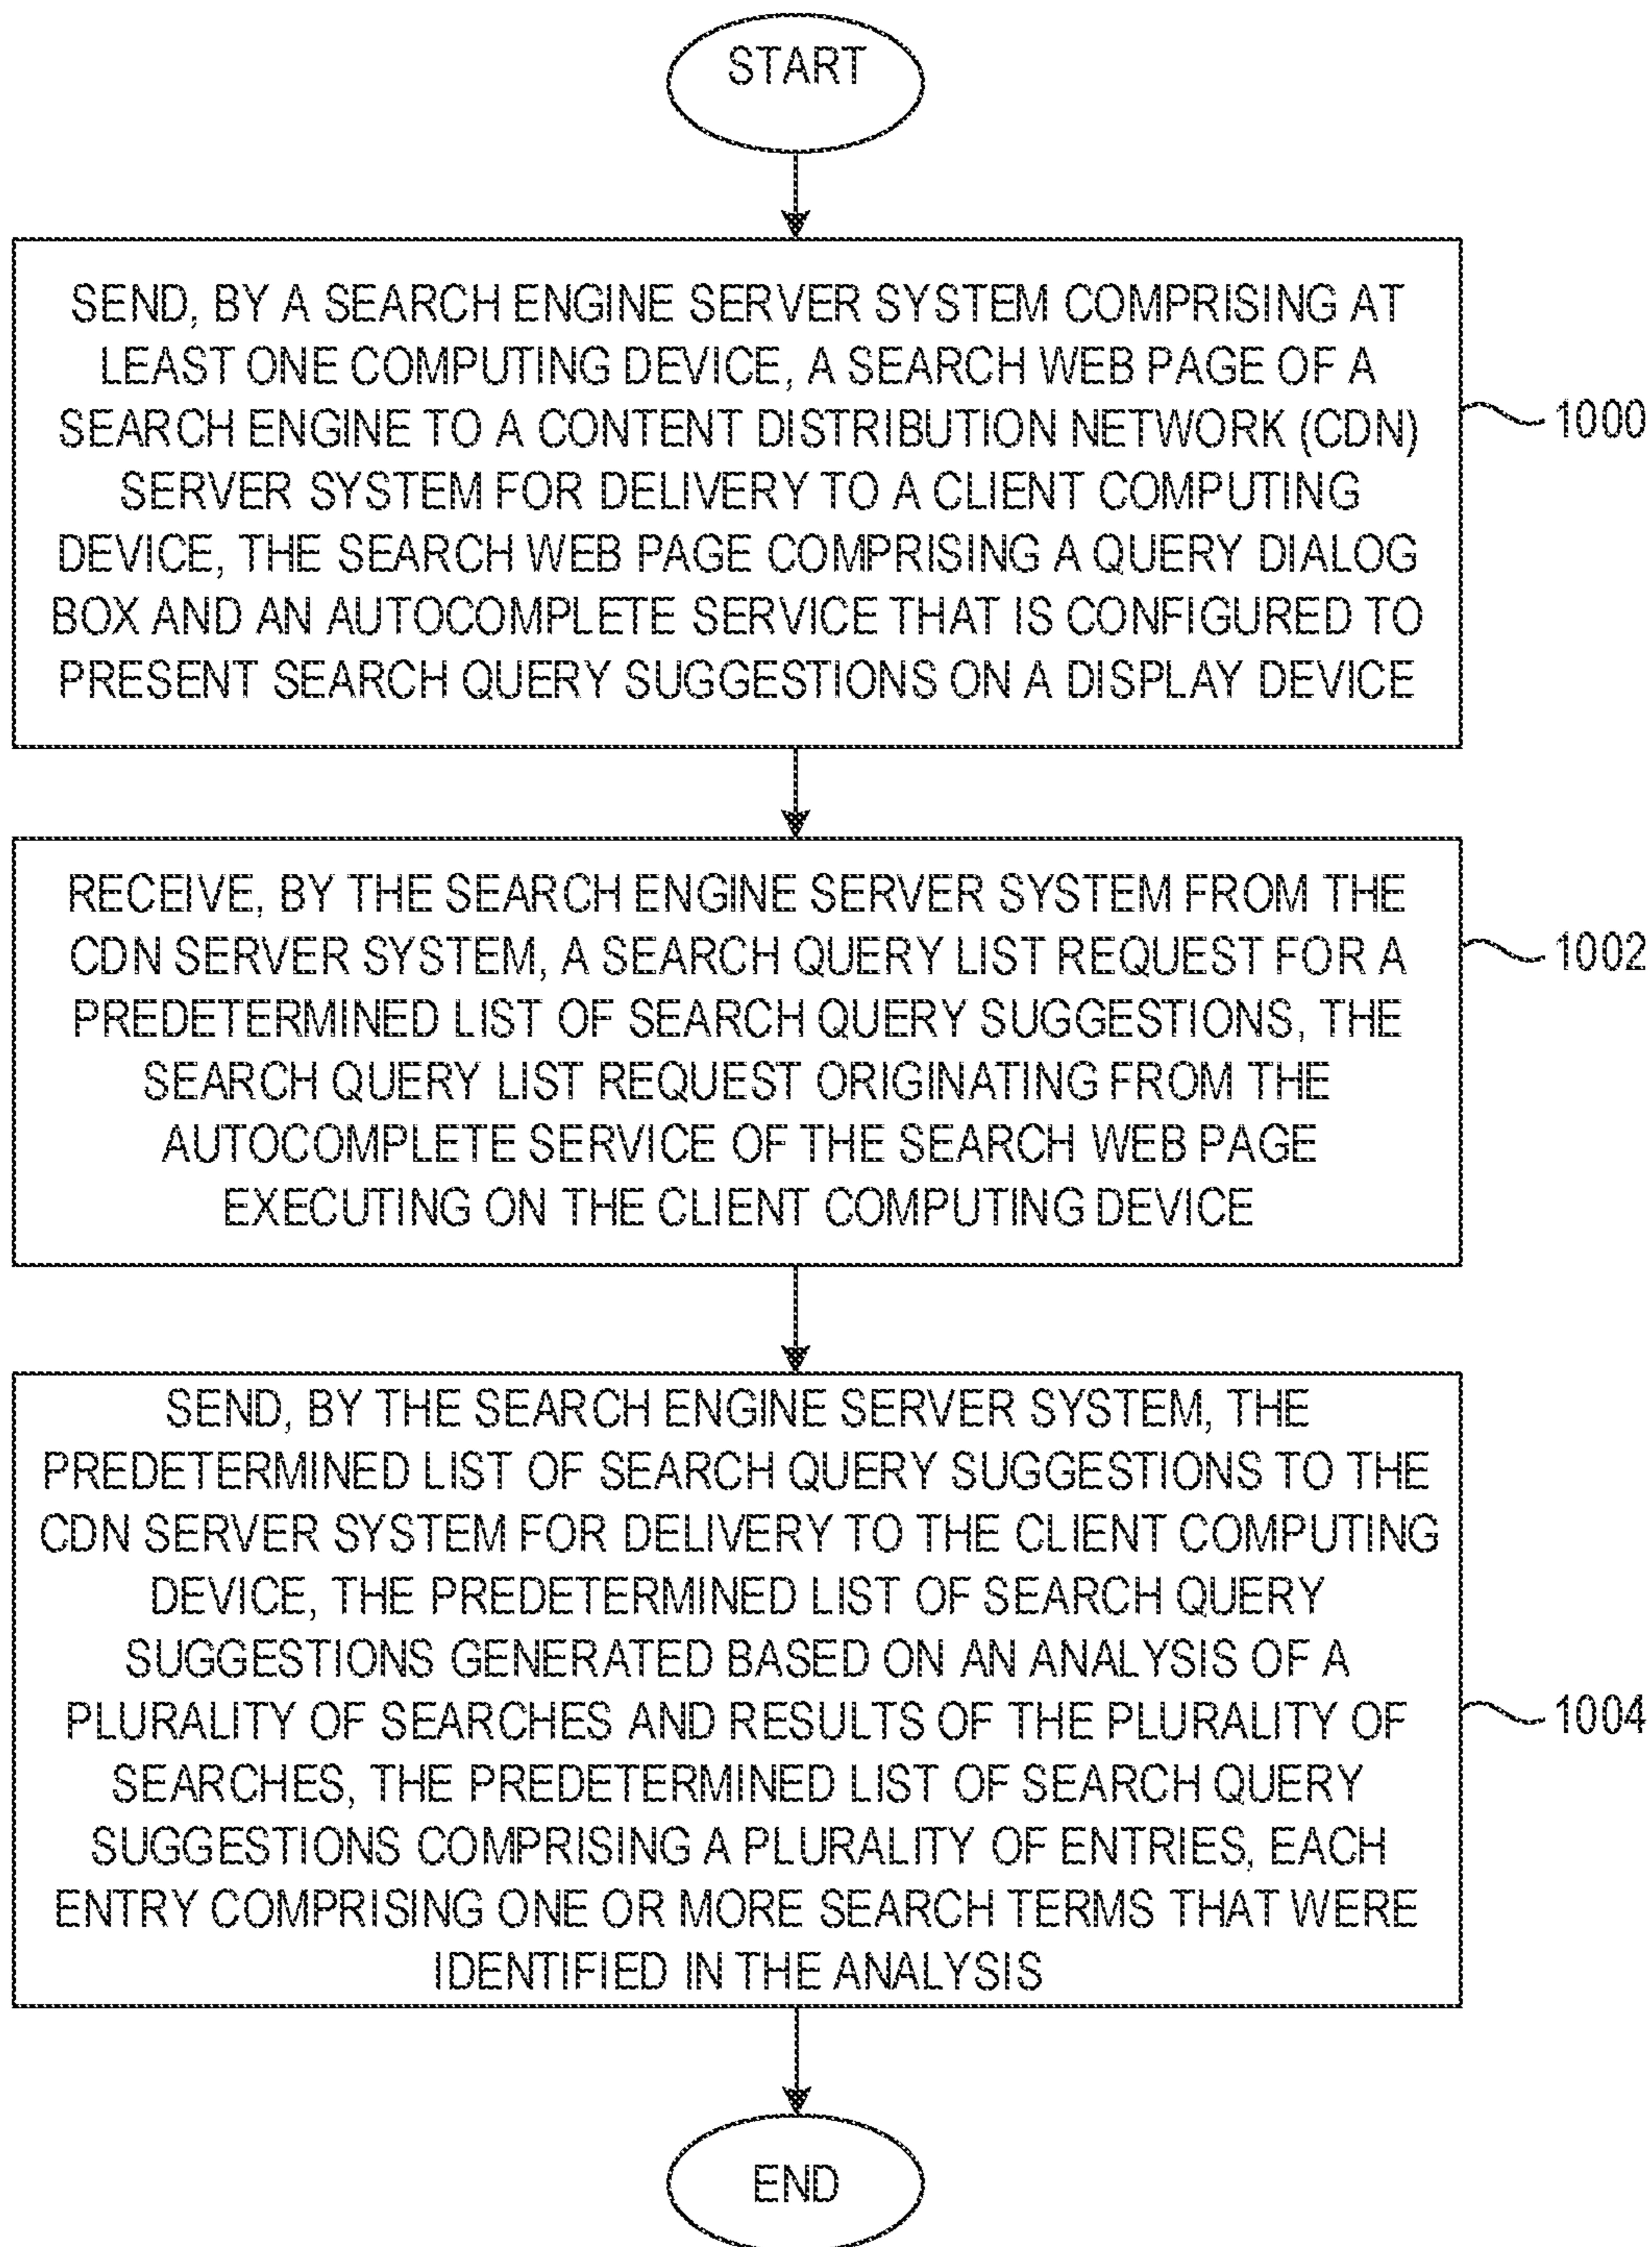 START
SEND, BY A SEARCH ENGINE SERVER SYSTEM COMPRISING AT
LEAST ONE COMPUTING DEVICE, A SEARCH WEB PAGE OF A
SEARCH ENGINE TO A CONTENT DISTRIBUTION NETWORK (CDN)
SERVER SYSTEM FOR DELIVERY TO A CLIENT COMPUTING
DEVICE, THE SEARCH WEB PAGE COMPRISING A QUERY DIALOG
BOX AND AN AUTOCOMPLETE SERVICE THAT IS CONFIGURED TO
PRESENT SEARCH QUERY SUGGESTIONS ON A DISPLAY DEVICE
1000
RECEIVE, BY THE SEARCH ENGINE SERVER SYSTEM FROM THE
CDN SERVER SYSTEM, A SEARCH QUERY LIST REQUEST FOR A
PREDETERMINED LIST OF SEARCH QUERY SUGGESTIONS, THE
SEARCH QUERY LIST REQUEST ORIGINATING FROM THE
AUTOCOMPLETE SERVICE OF THE SEARCH WEB PAGE
EXECUTING ON THE CLIENT COMPUTING DEVICE
1002
SEND, BY THE SEARCH ENGINE SERVER SYSTEM, THE
PREDETERMINED LIST OF SEARCH QUERY SUGGESTIONS TO THE
CDN SERVER SYSTEM FOR DELIVERY TO THE CLIENT COMPUTING
DEVICE, THE PREDETERMINED LIST OF SEARCH QUERY
SUGGESTIONS GENERATED BASED ON AN ANALYSIS OF A
PLURALITY OF SEARCHES AND RESULTS OF THE PLURALITY OF
SEARCHES, THE PREDETERMINED LIST OF SEARCH QUERY
SUGGESTIONS COMPRISING A PLURALITY OF ENTRIES, EACH
ENTRY COMPRISING ONE OR MORE SEARCH TERMS THAT WERE
IDENTIFIED IN THE ANALYSIS
1004
END